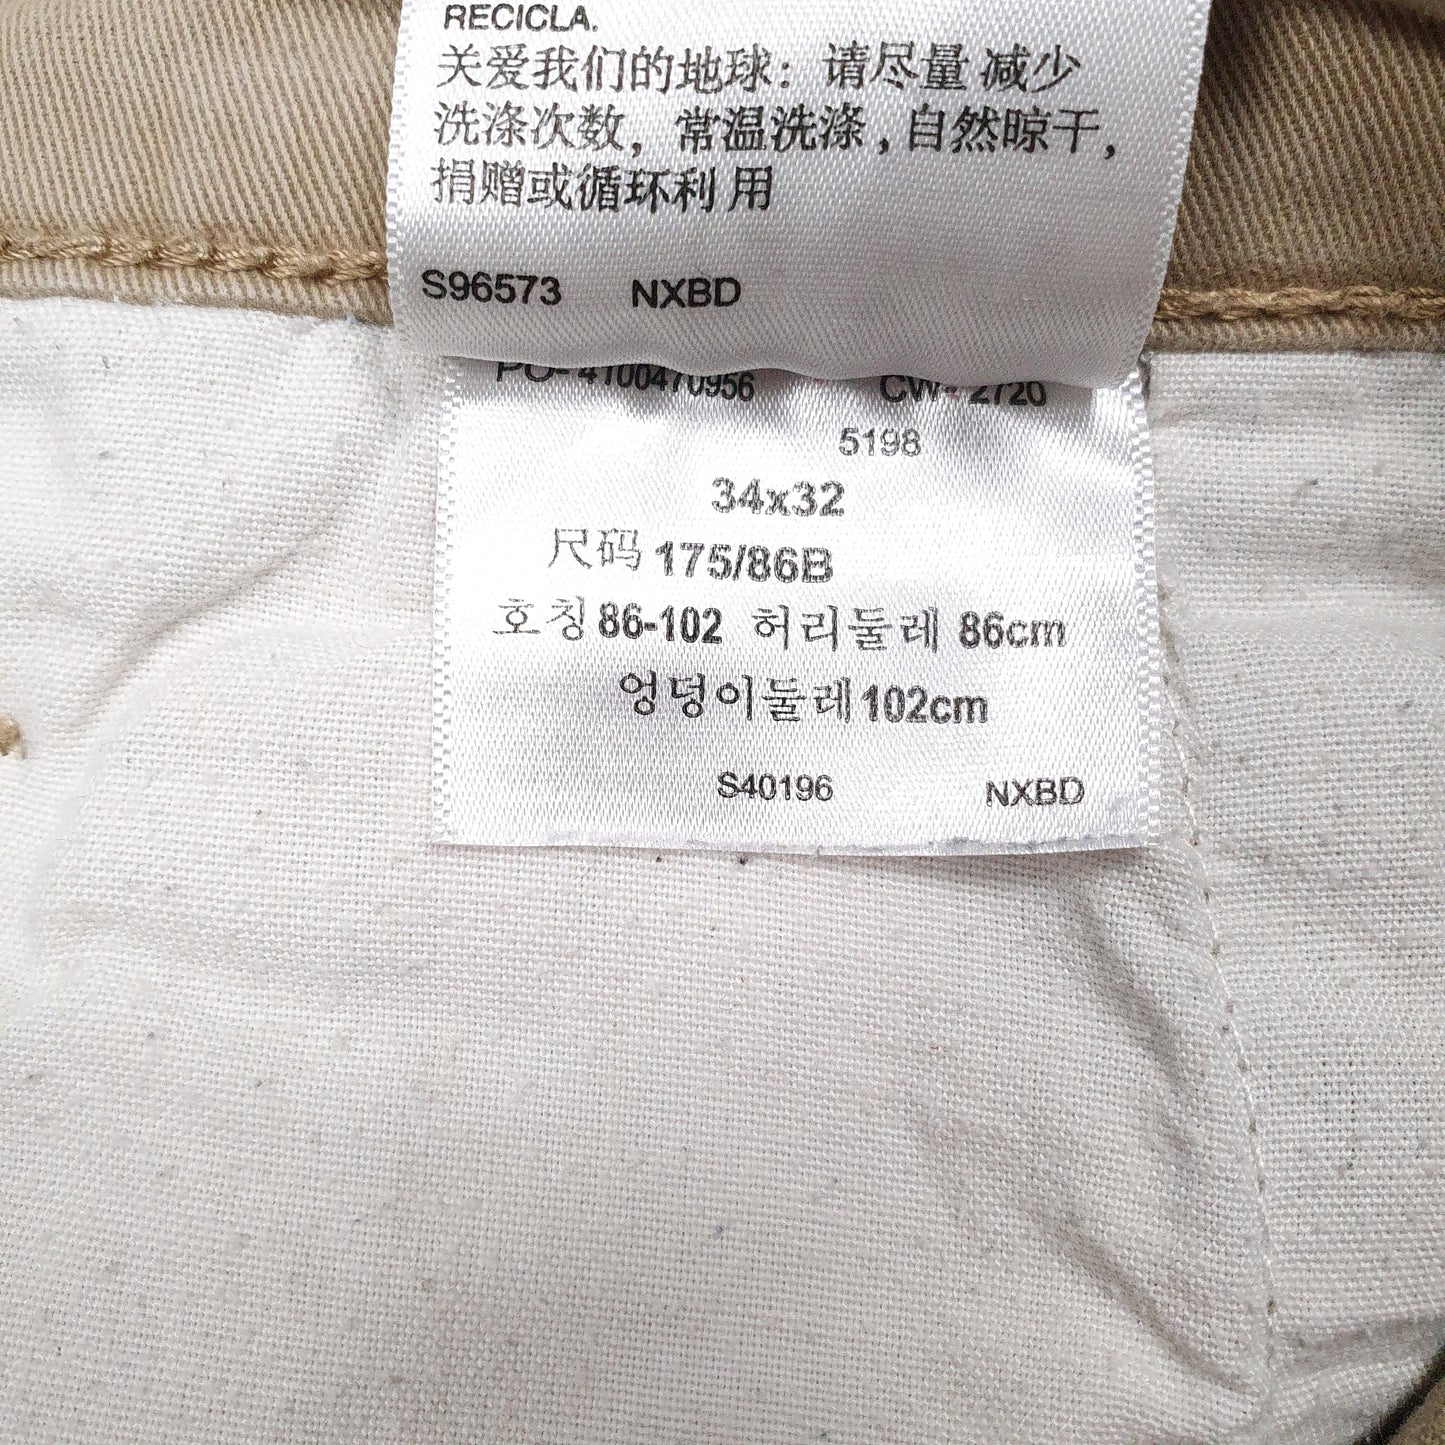 RECICLA.
关爱我们的地球：请尽量 减少
洗涤次数，常温洗涤，自然晾干，
捐赠或循环利 用
S96573 NXBD
PO- 4100470956 CW- 2720
5198
34x32
尺码 175/86B
호칭 86-102 허리둘레 86cm
엉덩이둘레 102cm
S40196 NXBD